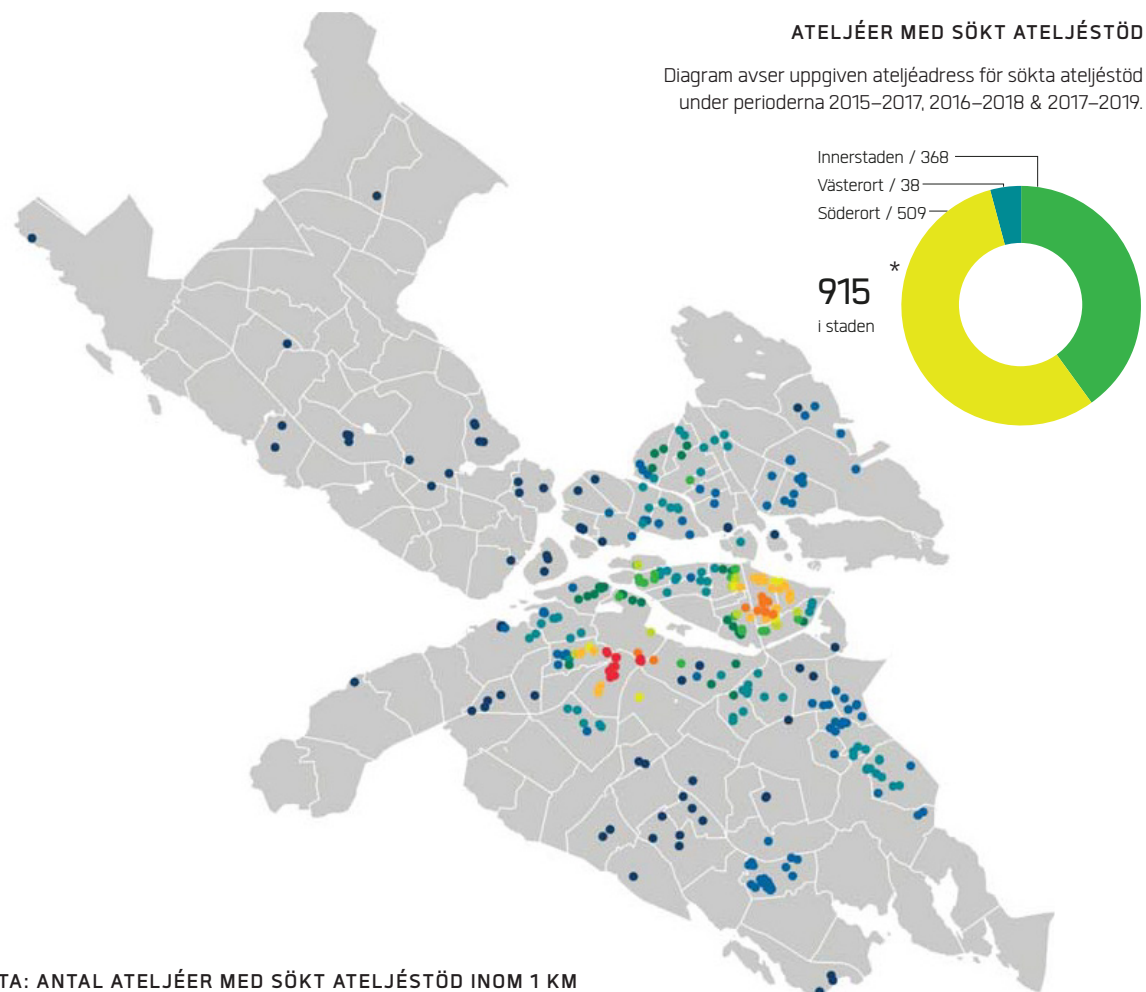 ATELJÉER MED SÖKT ATELJÉSTÖD
Diagram avser uppgiven ateljéadress för sökta ateljéstöd
under perioderna 2015–2017, 2016–2018 & 2017–2019.
Innerstaden / 368
Västerort / 38
Söderort / 509
*
915
i staden
TA: ANTAL ATELJÉER MED SÖKT ATELJÉSTÖD INOM 1 KM